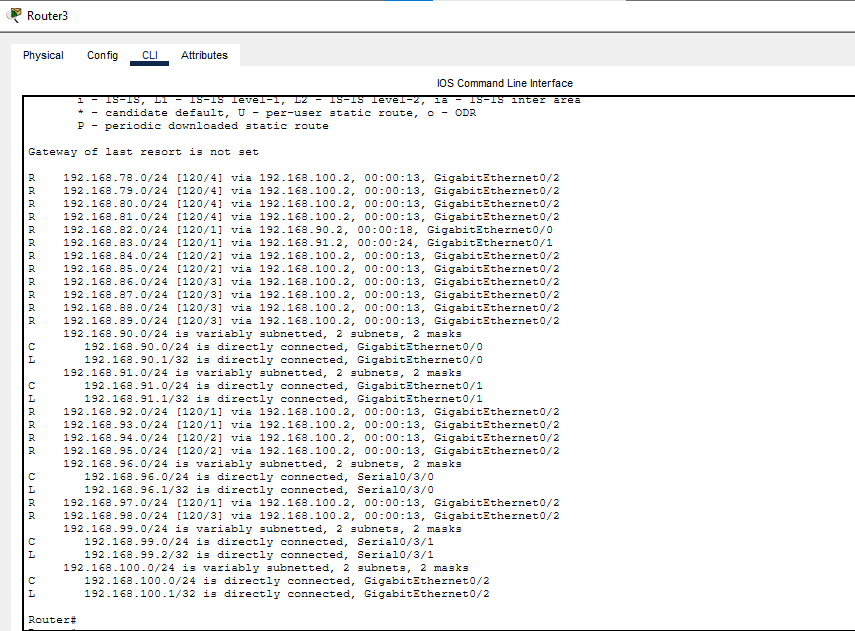 Router3
Physical Config CLI Attributes
IOS Command Line Interface
i - IS-IS, L1 - IS-IS level-1, L2 - IS-IS level-2, ia - IS-IS inter area
* - candidate default, U - per-user static route, o - ODR
P - periodic downloaded static route
Gateway of last resort is not set
R 192.168.78.0/24 [120/4] via 192.168.100.2, 00:00:13, GigabitEthernet0/2
R 192.168.79.0/24 [120/4] via 192.168.100.2, 00:00:13, GigabitEthernet0/2
R 192.168.80.0/24 [120/4] via 192.168.100.2, 00:00:13, GigabitEthernet0/2
R 192.168.81.0/24 [120/4] via 192.168.100.2, 00:00:13, GigabitEthernet0/2
R 192.168.82.0/24 [120/1] via 192.168.90.2, 00:00:18, GigabitEthernet0/0
R 192.168.83.0/24 [120/1] via 192.168.91.2, 00:00:24, GigabitEthernet0/1
R 192.168.84.0/24 [120/2] via 192.168.100.2, 00:00:13, GigabitEthernet0/2
R 192.168.85.0/24 [120/2] via 192.168.100.2, 00:00:13, GigabitEthernet0/2
R 192.168.86.0/24 [120/3] via 192.168.100.2, 00:00:13, GigabitEthernet0/2
R 192.168.87.0/24 [120/3] via 192.168.100.2, 00:00:13, GigabitEthernet0/2
R 192.168.88.0/24 [120/3] via 192.168.100.2, 00:00:13, GigabitEthernet0/2
R 192.168.89.0/24 [120/3] via 192.168.100.2, 00:00:13, GigabitEthernet0/2
192.168.90.0/24 is variably subnetted, 2 subnets, 2 masks
C 192.168.90.0/24 is directly connected, GigabitEthernet0/0
L 192.168.90.1/32 is directly connected, GigabitEthernet0/0
192.168.91.0/24 is variably subnetted, 2 subnets, 2 masks
C 192.168.91.0/24 is directly connected, GigabitEthernet0/1
L 192.168.91.1/32 is directly connected, GigabitEthernet0/1
R 192.168.92.0/24 [120/1] via 192.168.100.2, 00:00:13, GigabitEthernet0/2
R 192.168.93.0/24 [120/1] via 192.168.100.2, 00:00:13, GigabitEthernet0/2
R 192.168.94.0/24 [120/2] via 192.168.100.2, 00:00:13, GigabitEthernet0/2
R 192.168.95.0/24 [120/2] via 192.168.100.2, 00:00:13, GigabitEthernet0/2
192.168.96.0/24 is variably subnetted, 2 subnets, 2 masks
C 192.168.96.0/24 is directly connected, Serial0/3/0
L 192.168.96.1/32 is directly connected, Serial0/3/0
R 192.168.97.0/24 [120/1] via 192.168.100.2, 00:00:13, GigabitEthernet0/2
R 192.168.98.0/24 [120/3] via 192.168.100.2, 00:00:13, GigabitEthernet0/2
192.168.99.0/24 is variably subnetted, 2 subnets, 2 masks
C 192.168.99.0/24 is directly connected, Serial0/3/1
L 192.168.99.2/32 is directly connected, Serial0/3/1
192.168.100.0/24 is variably subnetted, 2 subnets, 2 masks
C 192.168.100.0/24 is directly connected, GigabitEthernet0/2
L 192.168.100.1/32 is directly connected, GigabitEthernet0/2
Router#